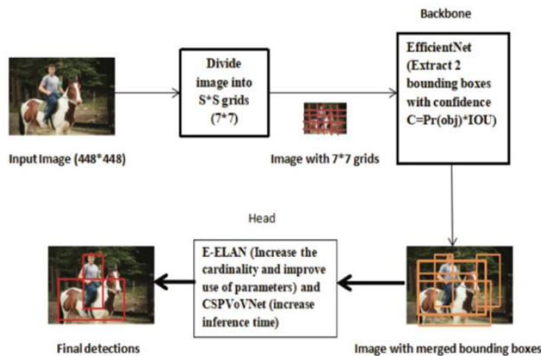 Backbone
Divide
image into
S*S grids
(7*7)
EfficientNet
(Extract 2
bounding boxes
with confidence
C=Pr(obj)*IOU)
Input Image (448*448)
Image with 7*7 grids
Head
E-ELAN (Increase the
cardinality and improve
use of parameters) and
CSPVoVNet (increase
inference time)
Final detections
Image with merged bounding boxes